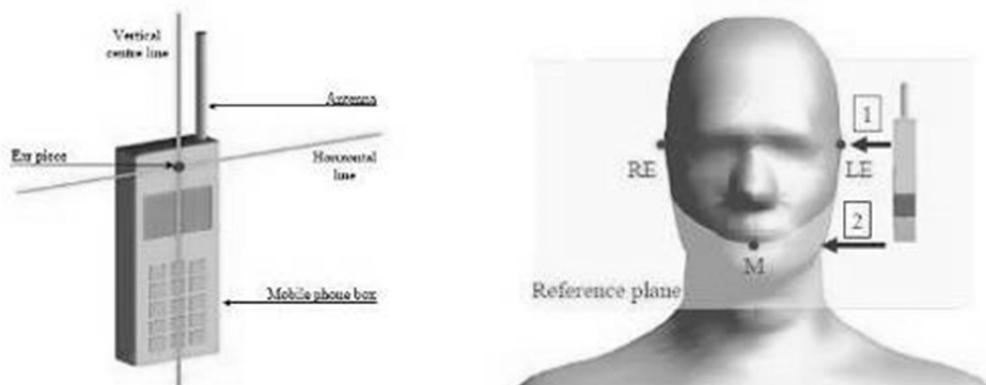 Vertical
centre line
Antenna
Ear piece
Horizontal
line
Mobile phone box
1
RE
LE
2
M
Reference plane